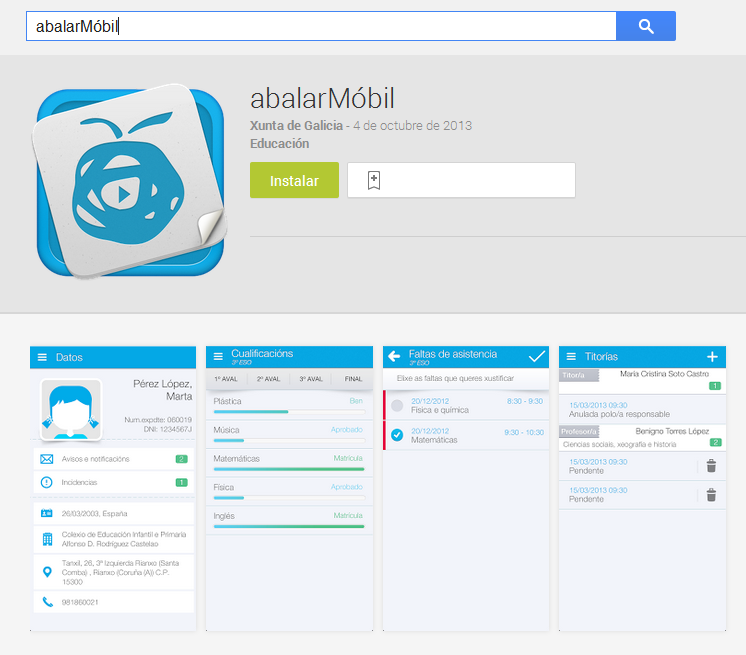 abalarMóbil
abalarMóbil
Xunta de Galicia - 4 de octubre de 2013
Educación
Instalar
Datos
Pérez López,
Marta
Num.expdte: 060019
DNI: 1234567J
Avisos e notificacións 2
Incidencias 1
26/03/2003, España
Colexio de Educación Infantil e Primaria
Alfonso D. Rodríguez Castelao
Tanxil, 26, 3º Izquierda Rianxo (Santa
Comba) , Rianxo (Coruña (A)) C.P.
15300
981860021
Cualificacións
3º ESO
1ª AVAL 2ª AVAL 3ª AVAL FINAL
Plástica Ben
Música Aprobado
Matemáticas Matrícula
Física Aprobado
Inglés Matrícula
Faltas de asistencia
3º ESO
Elixe as faltas que queres xustificar
20/12/2012 8:30 - 9:30
Física e química
20/12/2012 9:30 - 10:30
Matemáticas
Titorías
Titor/a María Cristina Soto Castro
1
15/03/2013 09:30
Anulada polo/a responsable
Profesor/a: Benigno Torres López
Ciencias sociais, xeografía e historia 2
15/03/2013 09:30
Pendente
15/03/2013 09:30
Pendente